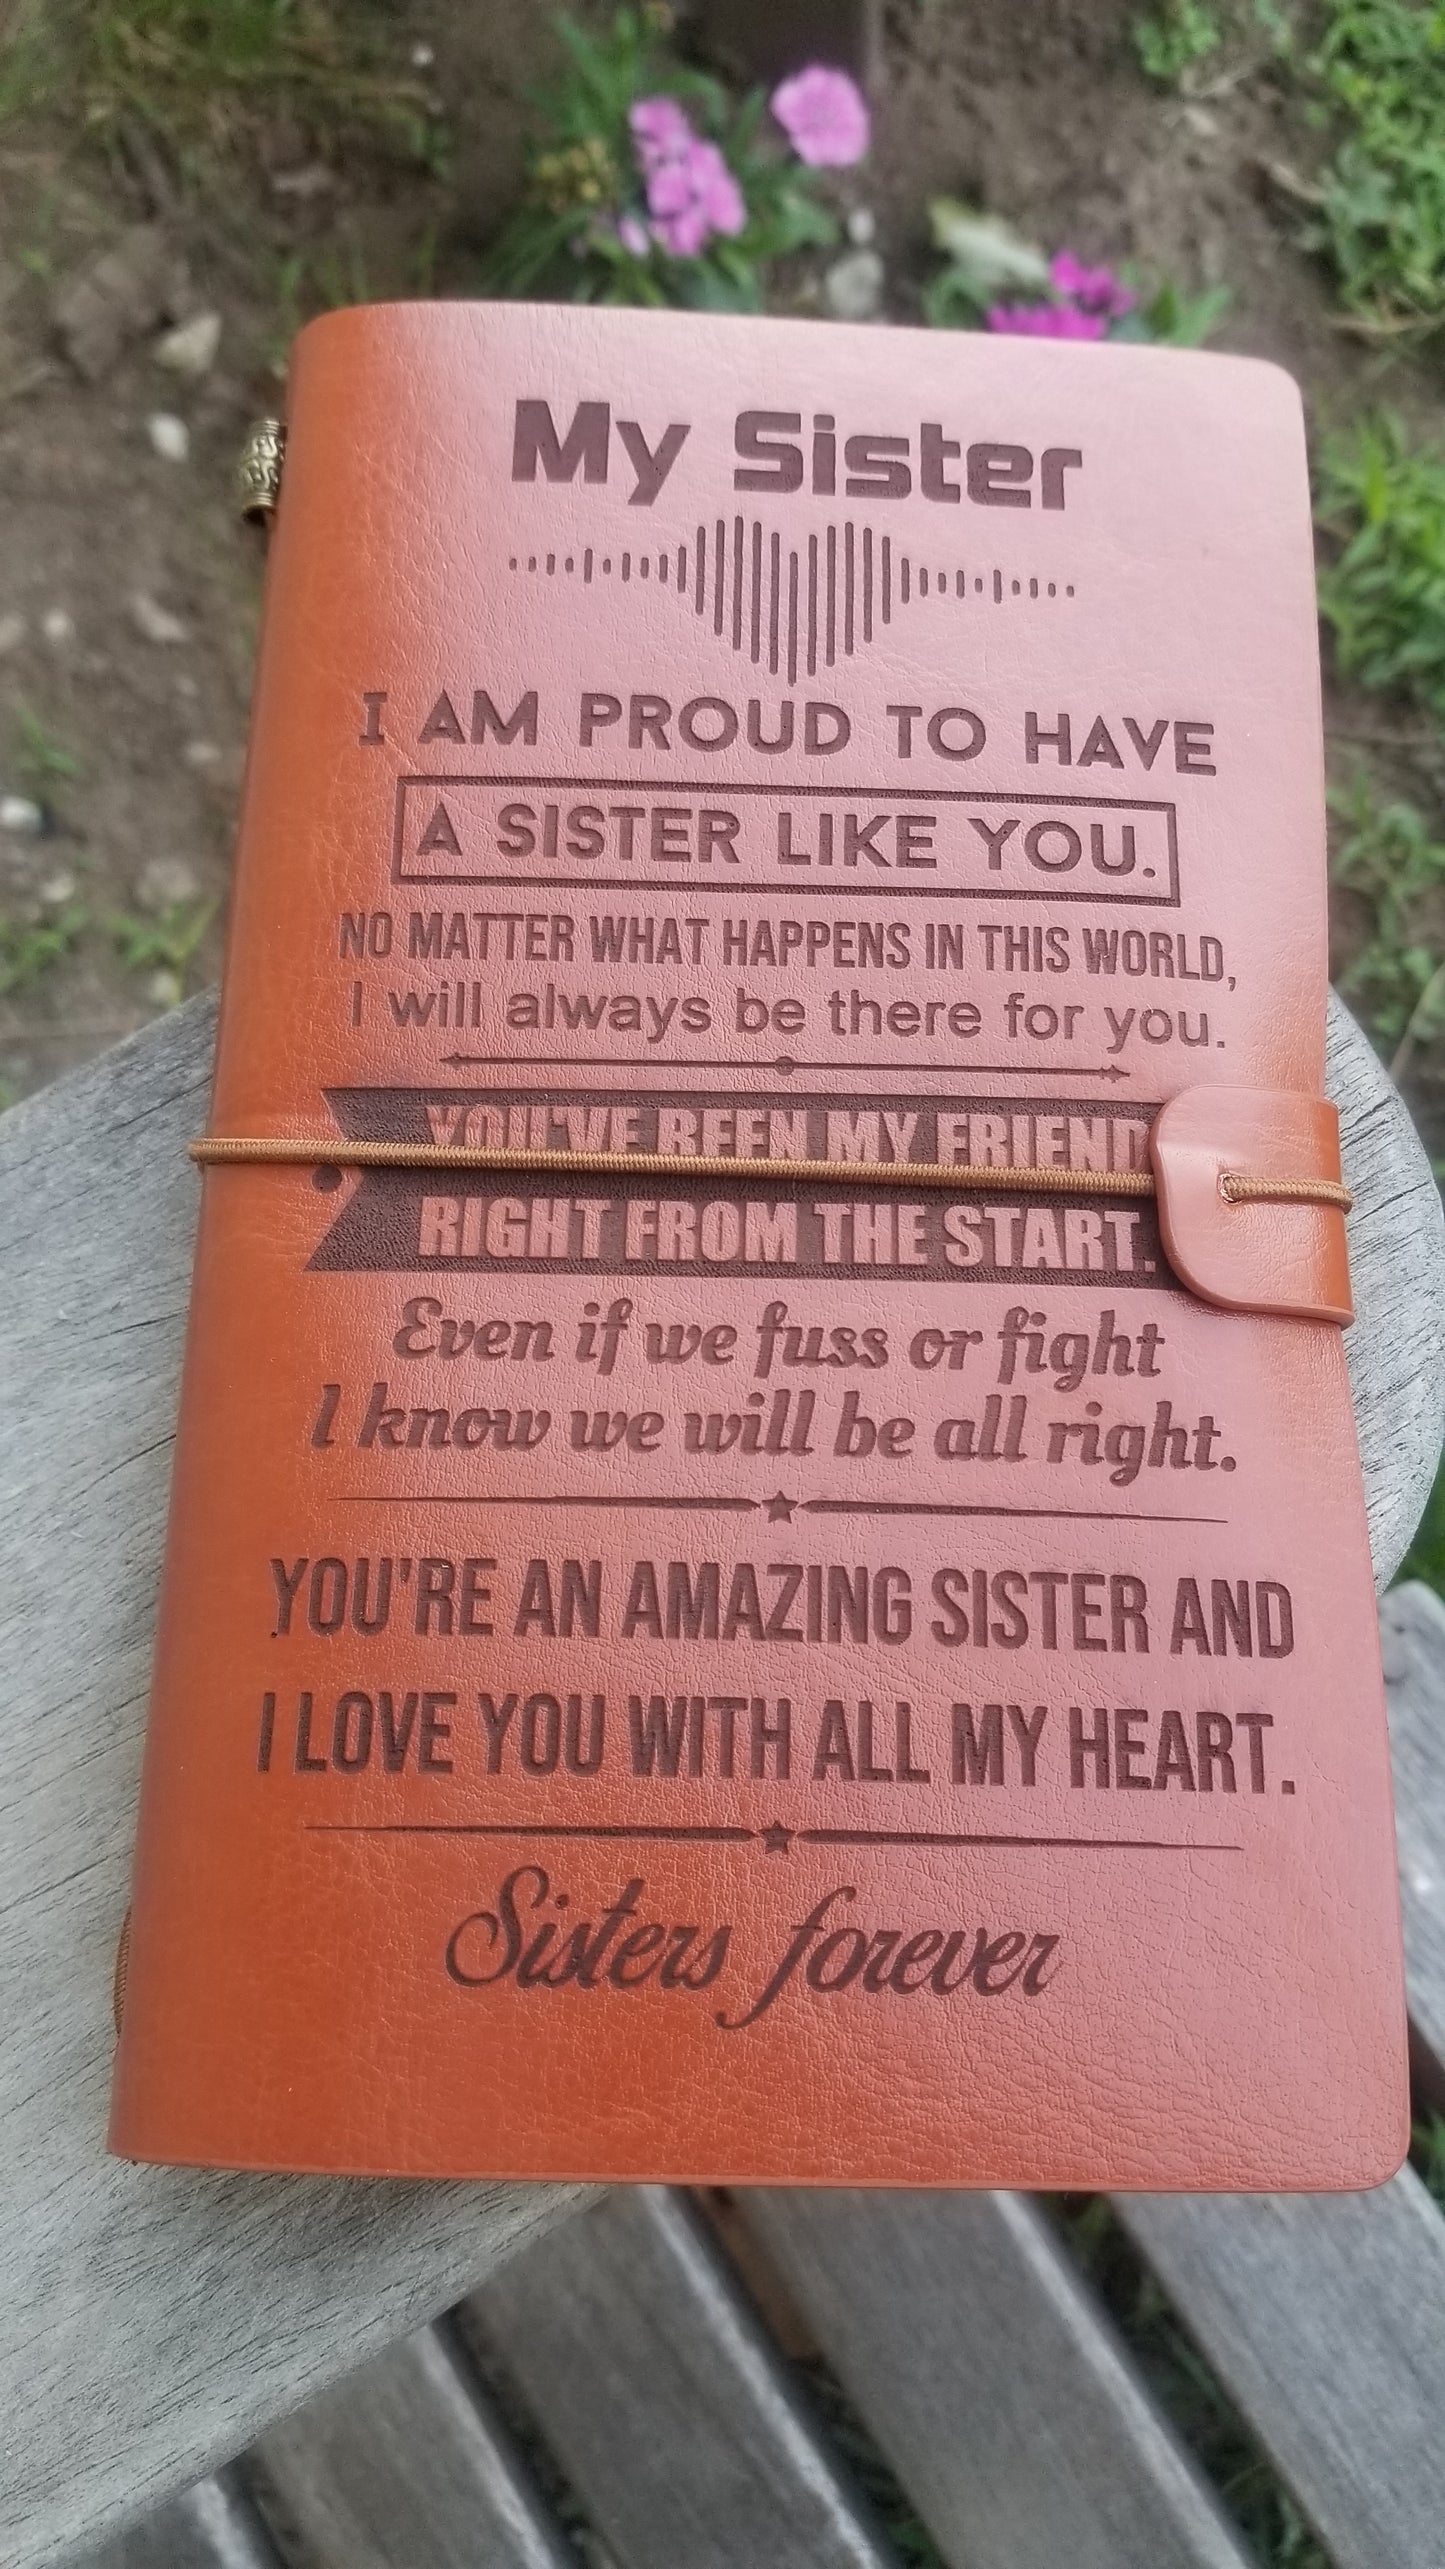 My Sister
I AM PROUD TO HAVE
A SISTER LIKE YOU.
NO MATTER WHAT HAPPENS IN THIS WORLD,
I will always be there for you.
YOU'VE BEEN MY FRIEND
RIGHT FROM THE START.
Even if we fuss or fight
I know we will be all right.
YOU'RE AN AMAZING SISTER AND
I LOVE YOU WITH ALL MY HEART.
Sisters forever